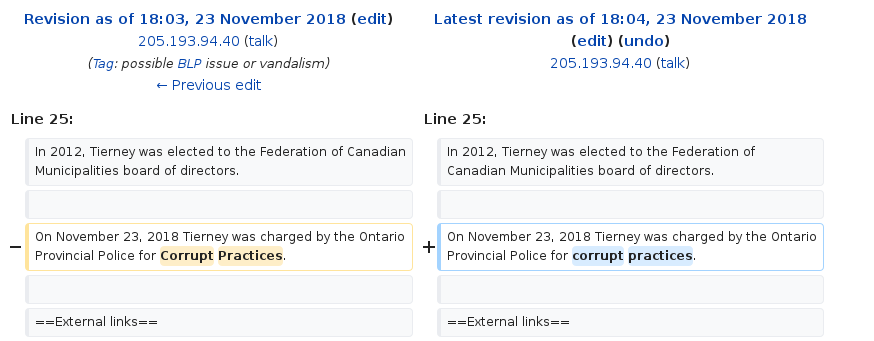 Revision as of 18:03, 23 November 2018 (edit)
205.193.94.40 (talk)
(Tag: possible BLP issue or vandalism)
← Previous edit
Latest revision as of 18:04, 23 November 2018
(edit) (undo)
205.193.94.40 (talk)
Line 25:
Line 25:
In 2012, Tierney was elected to the Federation of Canadian
Municipalities board of directors.
In 2012, Tierney was elected to the Federation of
Canadian Municipalities board of directors.
− On November 23, 2018 Tierney was charged by the Ontario
Provincial Police for Corrupt Practices.
+ On November 23, 2018 Tierney was charged by the Ontario
Provincial Police for corrupt practices.
==External links==
==External links==